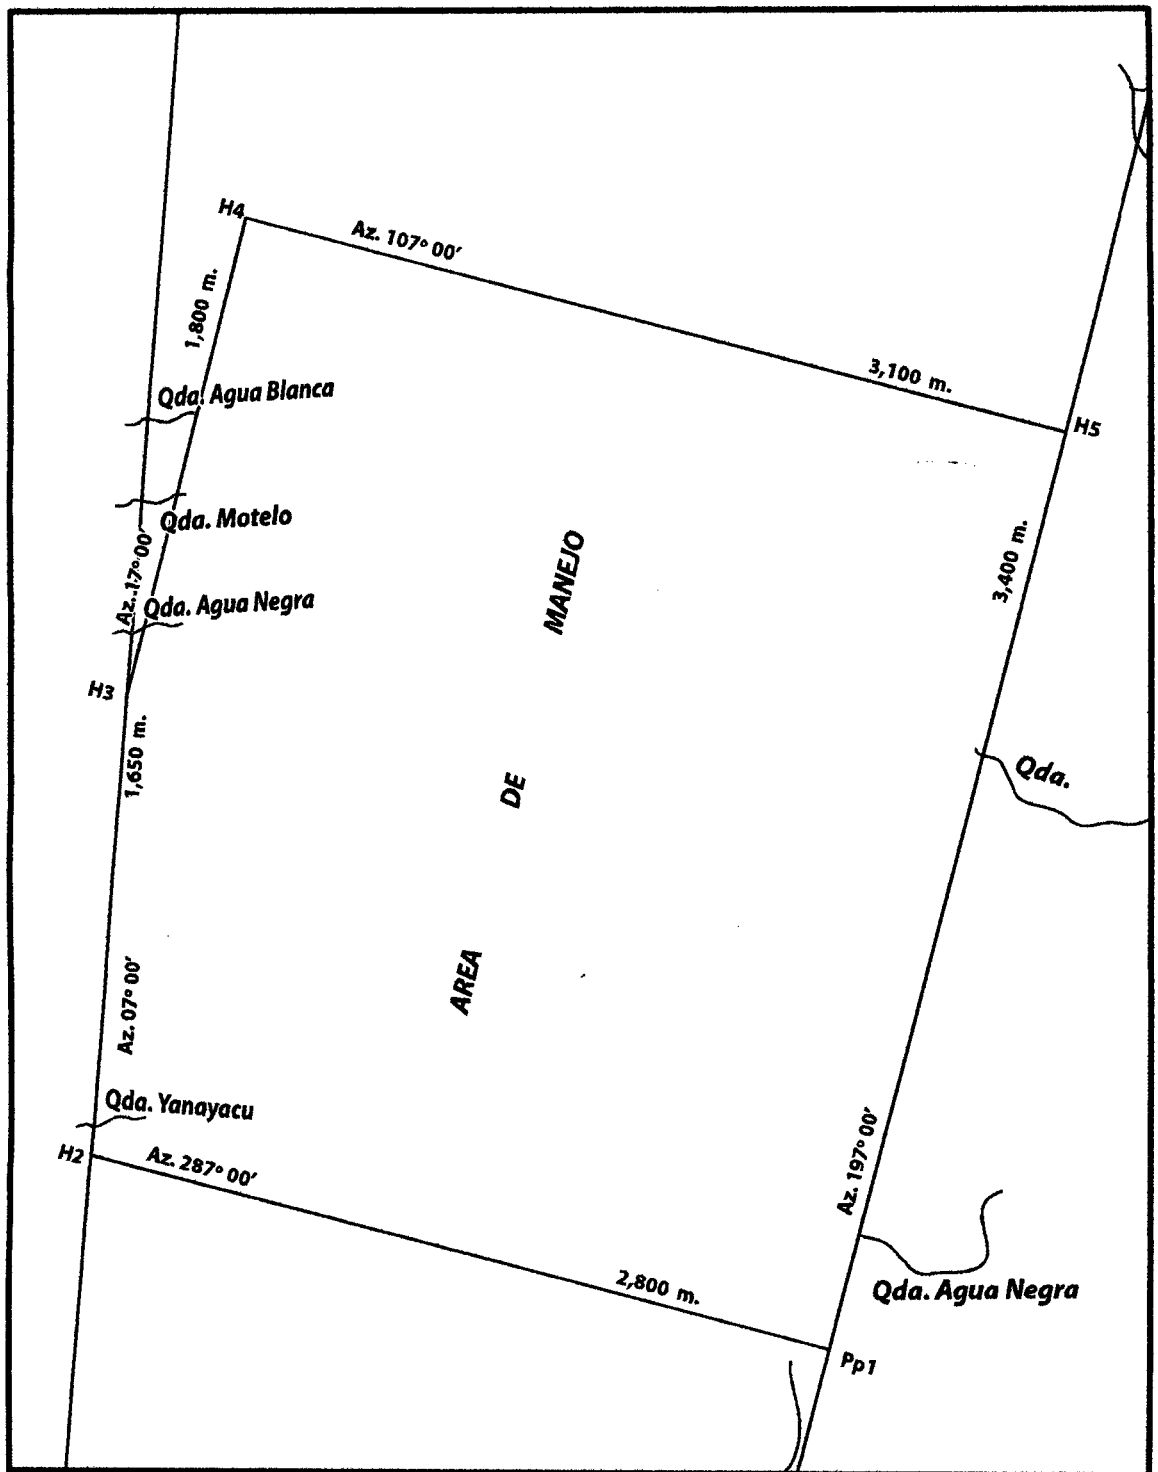 H4
Az. 107° 00'
1,800 m.
3,100 m.
Qda. Agua Blanca
H5
Qda. Motelo
Az. 17° 00'
MANEJO
3,400 m.
Qda. Agua Negra
H3
1,650 m.
Qda.
DE
AREA
Az. 07° 00'
Qda. Yanayacu
H2
Az. 287° 00'
Az. 197° 00'
2,800 m.
Qda. Agua Negra
Pp1